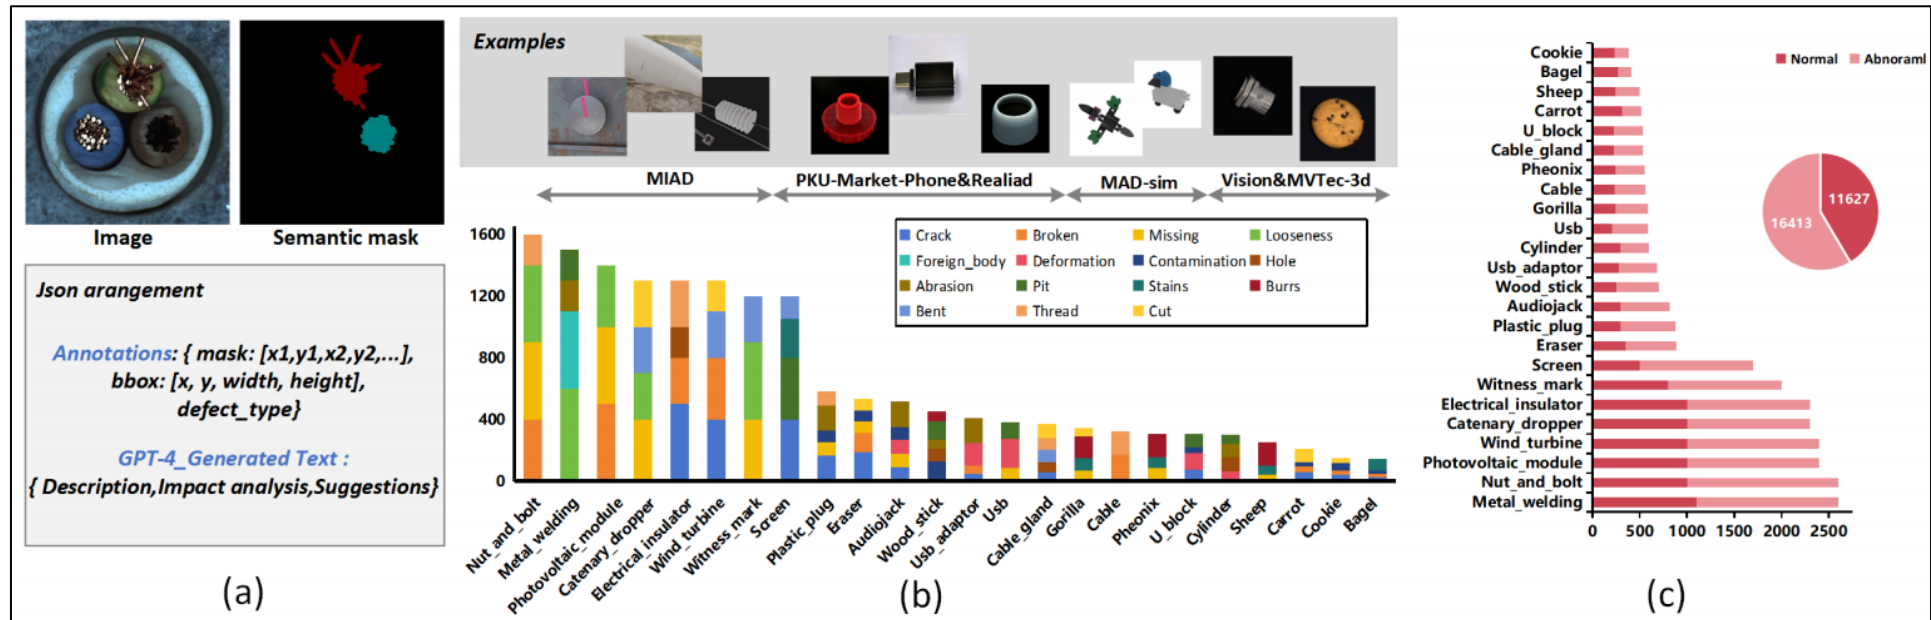 Image
Semantic mask
Json arangement
Annotations: { mask: [x1,y1,x2,y2,...],
bbox: [x, y, width, height],
defect_type}
GPT-4_Generated Text :
{ Description,Impact analysis,Suggestions}
(a)
Examples
MIAD
PKU-Market-Phone&Realiad
MAD-sim
Vision&MVTec-3d
Crack
Broken
Missing
Looseness
Foreign_body
Deformation
Contamination
Hole
Abrasion
Pit
Stains
Burrs
Bent
Thread
Cut
1600
1200
800
400
0
Nut_and_bolt
Metal_welding
Photovoltaic_module
Catenary_dropper
Electrical_insulator
Wind_turbine
Witness_mark
Screen
Plastic_plug
Eraser
Audiojack
Wood_stick
Usb_adaptor
Usb
Cable_gland
Gorilla
Cable
Pheonix
U_block
Cylinder
Sheep
Carrot
Cookie
Bagel
(b)
Normal
Abnoraml
Cookie
Bagel
Sheep
Carrot
U_block
Cable_gland
Pheonix
Cable
Gorilla
Usb
Cylinder
Usb_adaptor
Wood_stick
Audiojack
Plastic_plug
Eraser
Screen
Witness_mark
Electrical_insulator
Catenary_dropper
Wind_turbine
Photovoltaic_module
Nut_and_bolt
Metal_welding
0 500 1000 1500 2000 2500
11627
16413
(c)